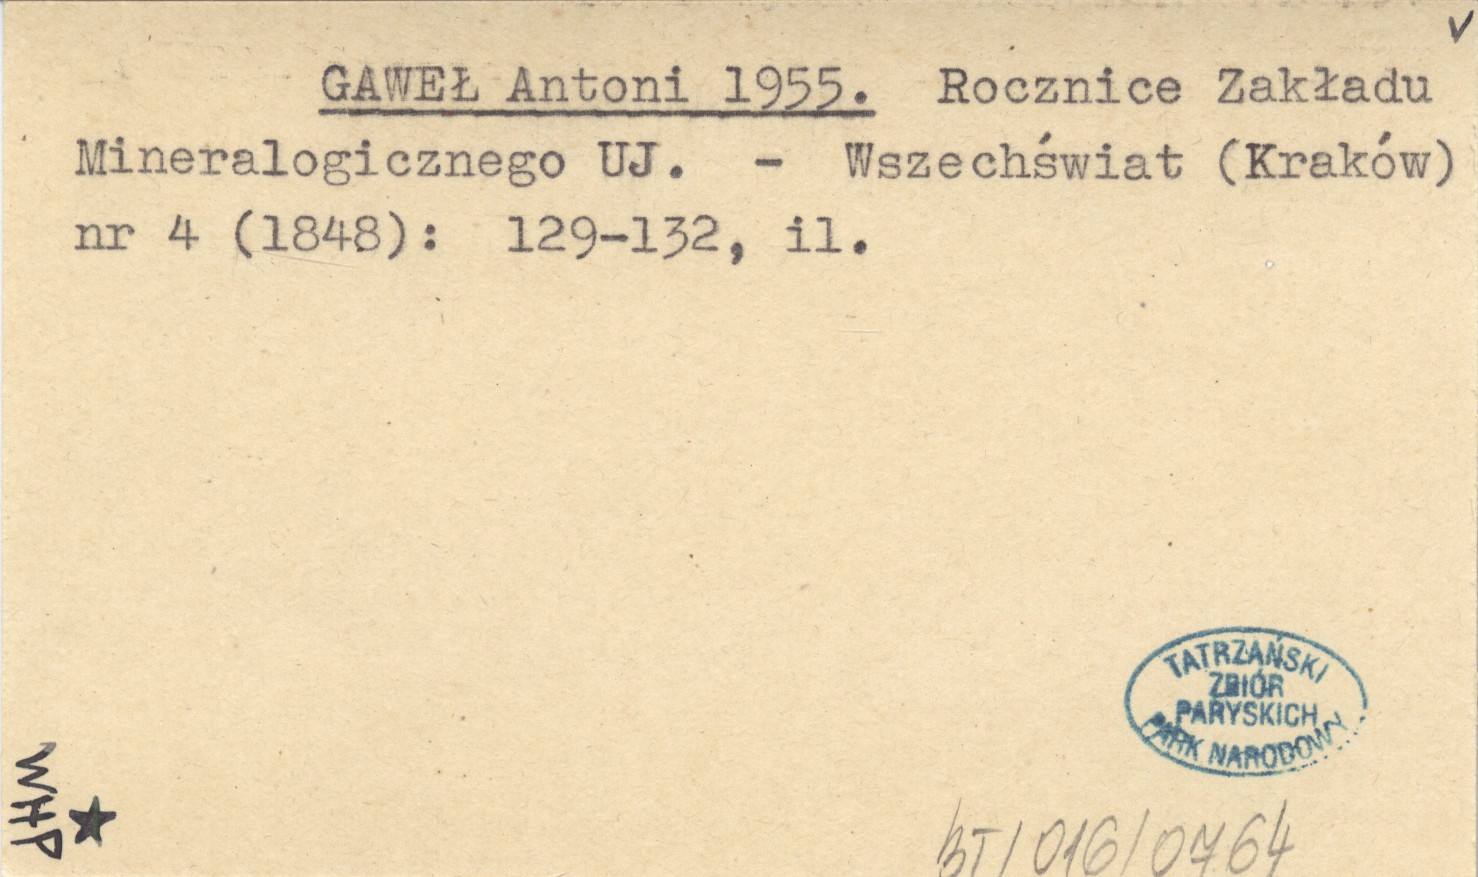 v
GAWEŁ Antoni 1955. Rocznice Zakładu
Mineralogicznego UJ. - Wszechświat (Kraków)
nr 4 (1848): 129-132, il.
TATRZAŃSKI
ZBIÓR
PARYSKICH
PARK NARODOWY
WHP
BT/016/0764